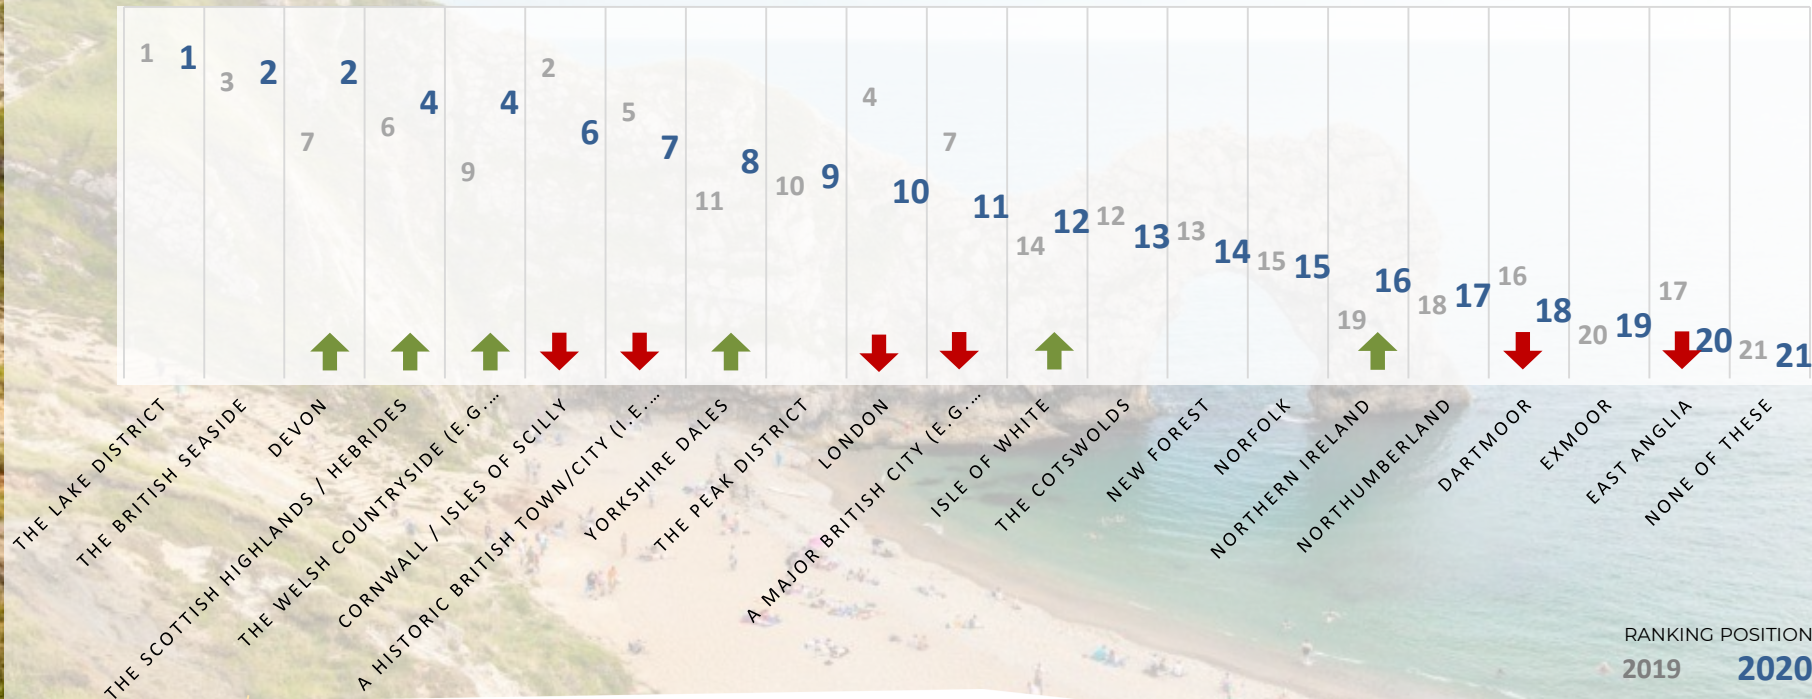 1 1 3 2 7 2 6 4 9 4 2 6 5 7 11 8 10 9 4 10 7 11 14 12 12 13 13 14 15 15 19 16 18 17 16 18 20 19 17 20 21 21
THE LAKE DISTRICT
THE BRITISH SEASIDE
DEVON
THE SCOTTISH HIGHLANDS / HEBRIDES
THE WELSH COUNTRYSIDE (E.G.…
CORNWALL / ISLES OF SCILLY
A HISTORIC BRITISH TOWN/CITY (I.E.…
YORKSHIRE DALES
THE PEAK DISTRICT
LONDON
A MAJOR BRITISH CITY (E.G.…
ISLE OF WHITE
THE COTSWOLDS
NEW FOREST
NORFOLK
NORTHERN IRELAND
NORTHUMBERLAND
DARTMOOR
EXMOOR
EAST ANGLIA
NONE OF THESE
RANKING POSITION
2019 2020